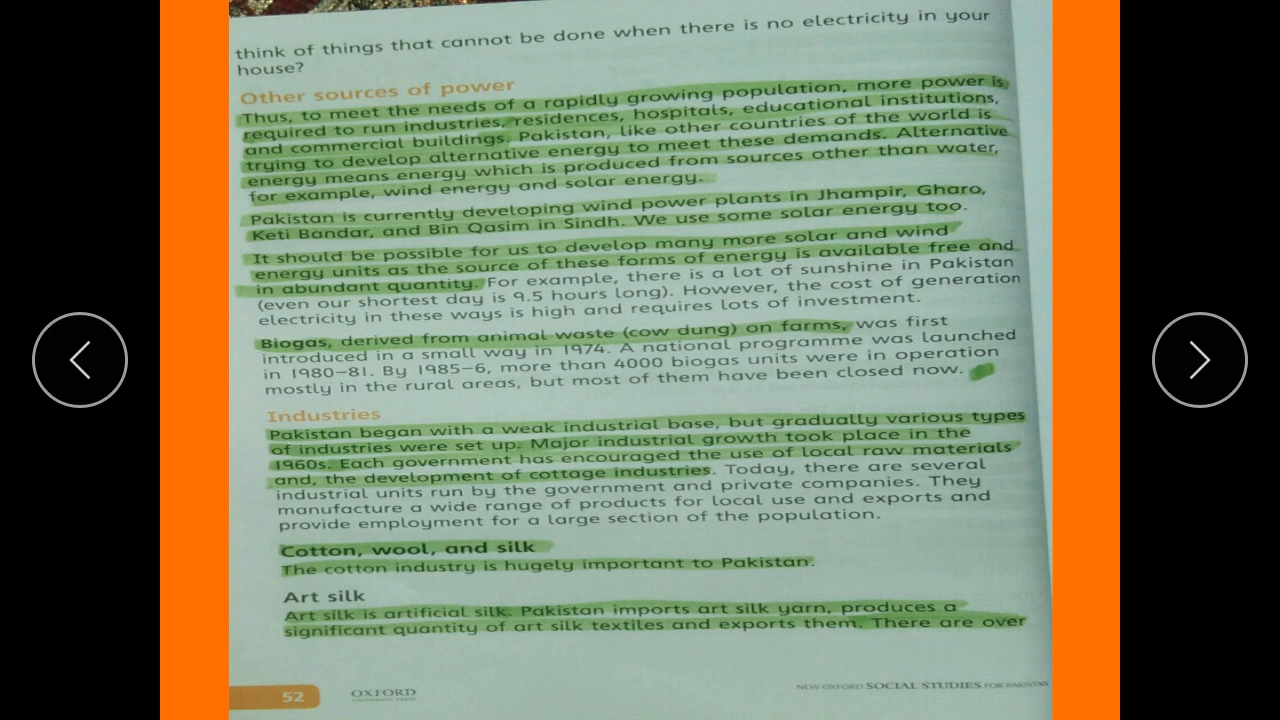 think of things that cannot be done when there is no electricity in your
house?
Other sources of power
Thus, to meet the needs of a rapidly growing population, more power is
required to run industries, residences, hospitals, educational institutions,
and commercial buildings. Pakistan, like other countries of the world is
trying to develop alternative energy to meet these demands. Alternative
energy means energy which is produced from sources other than water,
for example, wind energy and solar energy.
Pakistan is currently developing wind power plants in Jhampir, Gharo,
Keti Bandar, and Bin Qasim in Sindh. We use some solar energy too.
It should be possible for us to develop many more solar and wind
energy units as the source of these forms of energy is available free and
in abundant quantity. For example, there is a lot of sunshine in Pakistan
(even our shortest day is 9.5 hours long). However, the cost of generation
electricity in these ways is high and requires lots of investment.
Biogas, derived from animal waste (cow dung) on farms, was first
introduced in a small way in 1974. A national programme was launched
in 1980–81. By 1985–6, more than 4000 biogas units were in operation
mostly in the rural areas, but most of them have been closed now.
Industries
Pakistan began with a weak industrial base, but gradually various types
of industries were set up. Major industrial growth took place in the
1960s. Each government has encouraged the use of local raw materials
and, the development of cottage industries. Today, there are several
industrial units run by the government and private companies. They
manufacture a wide range of products for local use and exports and
provide employment for a large section of the population.
Cotton, wool, and silk
The cotton industry is hugely important to Pakistan.
Art silk
Art silk is artificial silk. Pakistan imports art silk yarn, produces a
significant quantity of art silk textiles and exports them. There are over
52 OXFORD
UNIVERSITY PRESS
NEW OXFORD SOCIAL STUDIES FOR PAKISTAN